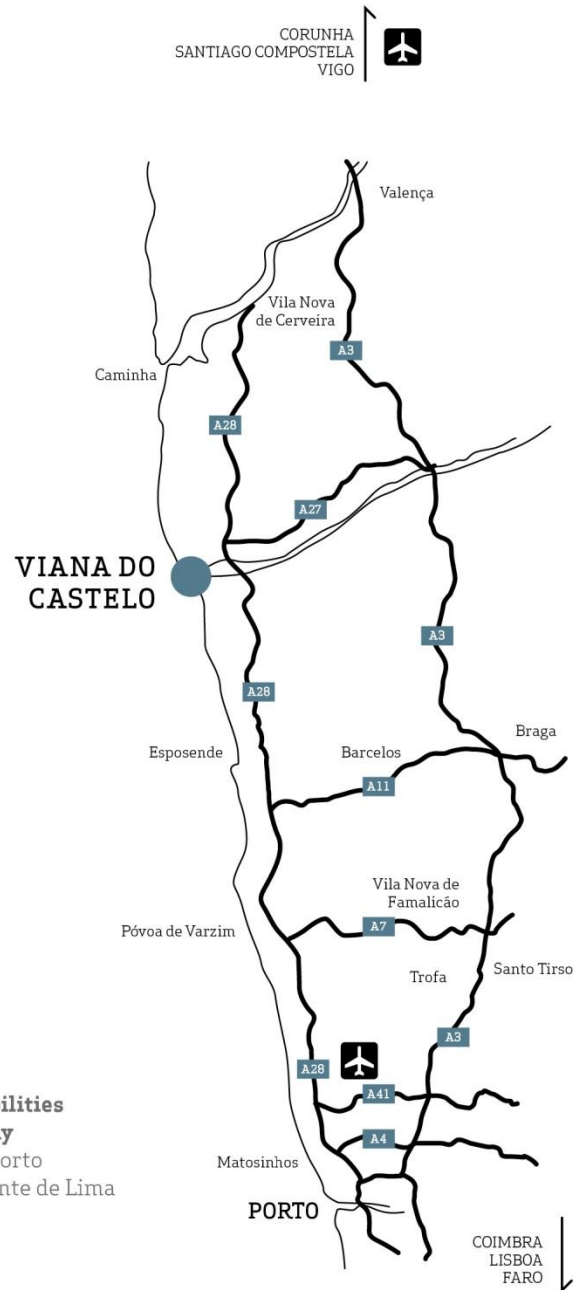 CORUNHA
SANTIAGO COMPOSTELA
VIGO
Valença
Vila Nova
de Cerveira
A3
Caminha
A28
A27
VIANA DO
CASTELO
A3
A28
Braga
Esposende
Barcelos
A11
Vila Nova de
Famalicão
Póvoa de Varzim
A7
Trofa
Santo Tirso
A3
A28
A41
A4
Matosinhos
PORTO
COIMBRA
LISBOA
FARO